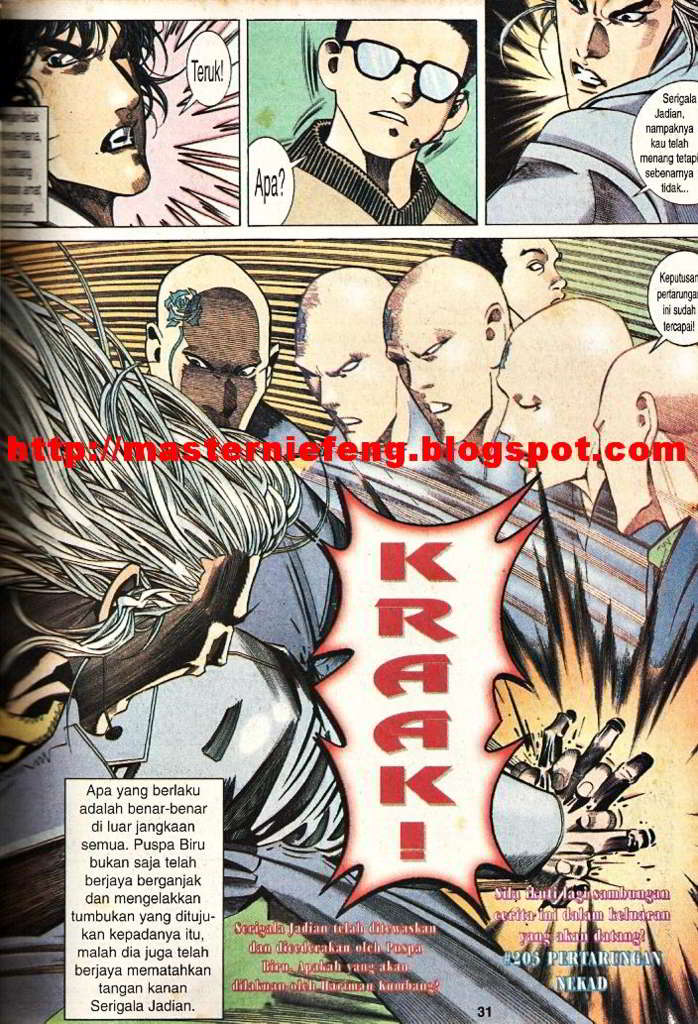 Teruk!
Apa?
Serigala
Jadian,
nampaknya
kau telah
menang tetapi
sebenarnya
tidak...
Keputusan
pertarungan
ini sudah
tercapai.
http://masterniefeng.blogspot.com
KRAAK!
Apa yang berlaku
adalah benar-benar
di luar jangkaan
semua. Puspa Biru
bukan saja telah
berjaya berganjak
dan mengelakkan
tumbukan yang dituju-
kan kepadanya itu,
malah dia juga telah
berjaya mematahkan
tangan kanan
Serigala Jadian.
Serigala Jadian telah ditewaskan
dan dicederakan oleh Puspa
Biru. Apakah yang akan
dilakukan oleh Hariman Kumbang?
Sila ikuti lagi sambungan
cerita ini dalam keluaran
yang akan datang?
#205 PERTARUNGAN
NEKAD
31